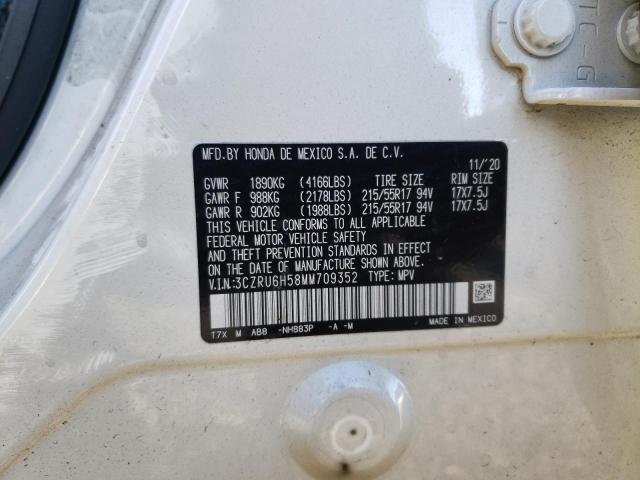 TC-G
MFD.BY HONDA DE MEXICO S.A. DE C.V.
11/'20
GVWR 1890KG (4166LBS) TIRE SIZE RIM SIZE
GAWR F 988KG (2178LBS) 215/55R17 94V 17X7.5J
GAWR R 902KG (1988LBS) 215/55R17 94V 17X7.5J
THIS VEHICLE CONFORMS TO ALL APPLICABLE
FEDERAL MOTOR VEHICLE SAFETY
AND THEFT PREVENTION STANDARDS IN EFFECT
ON THE DATE OF MANUFACTURE SHOWN ABOVE.
V.I.N.:3CZRU6H58MM709352 TYPE: MPV
T7X M AB8 -NH883P -A -M MADE IN MEXICO